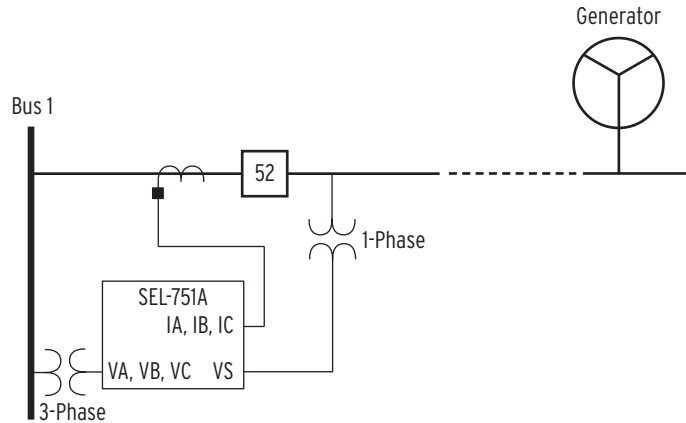 Generator
Bus 1
52
1-Phase
SEL-751A
IA, IB, IC
VA, VB, VC VS
3-Phase